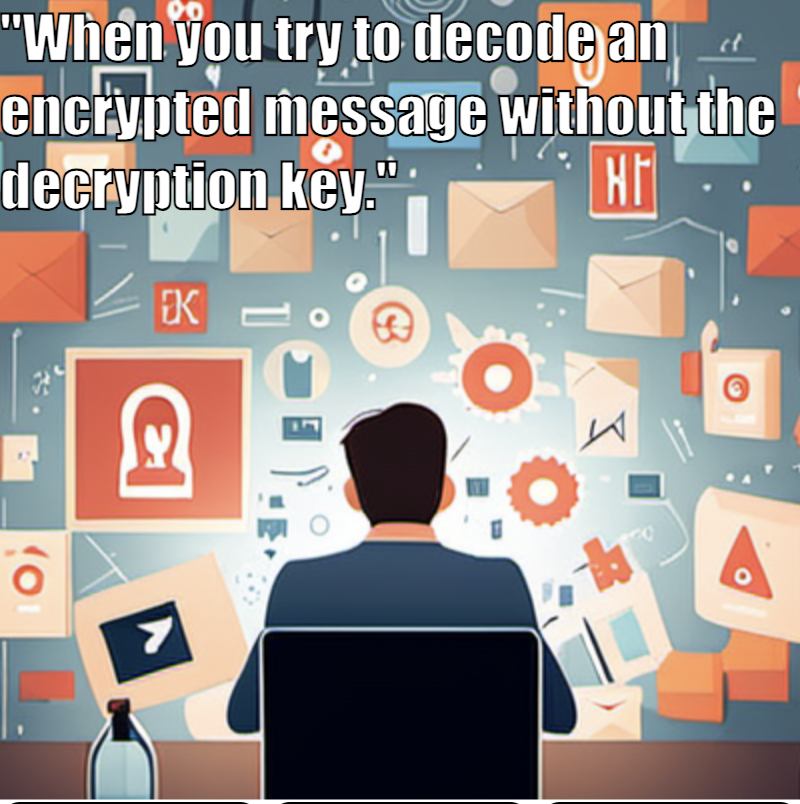 "When you try to decode an
encrypted message without the
decryption key."